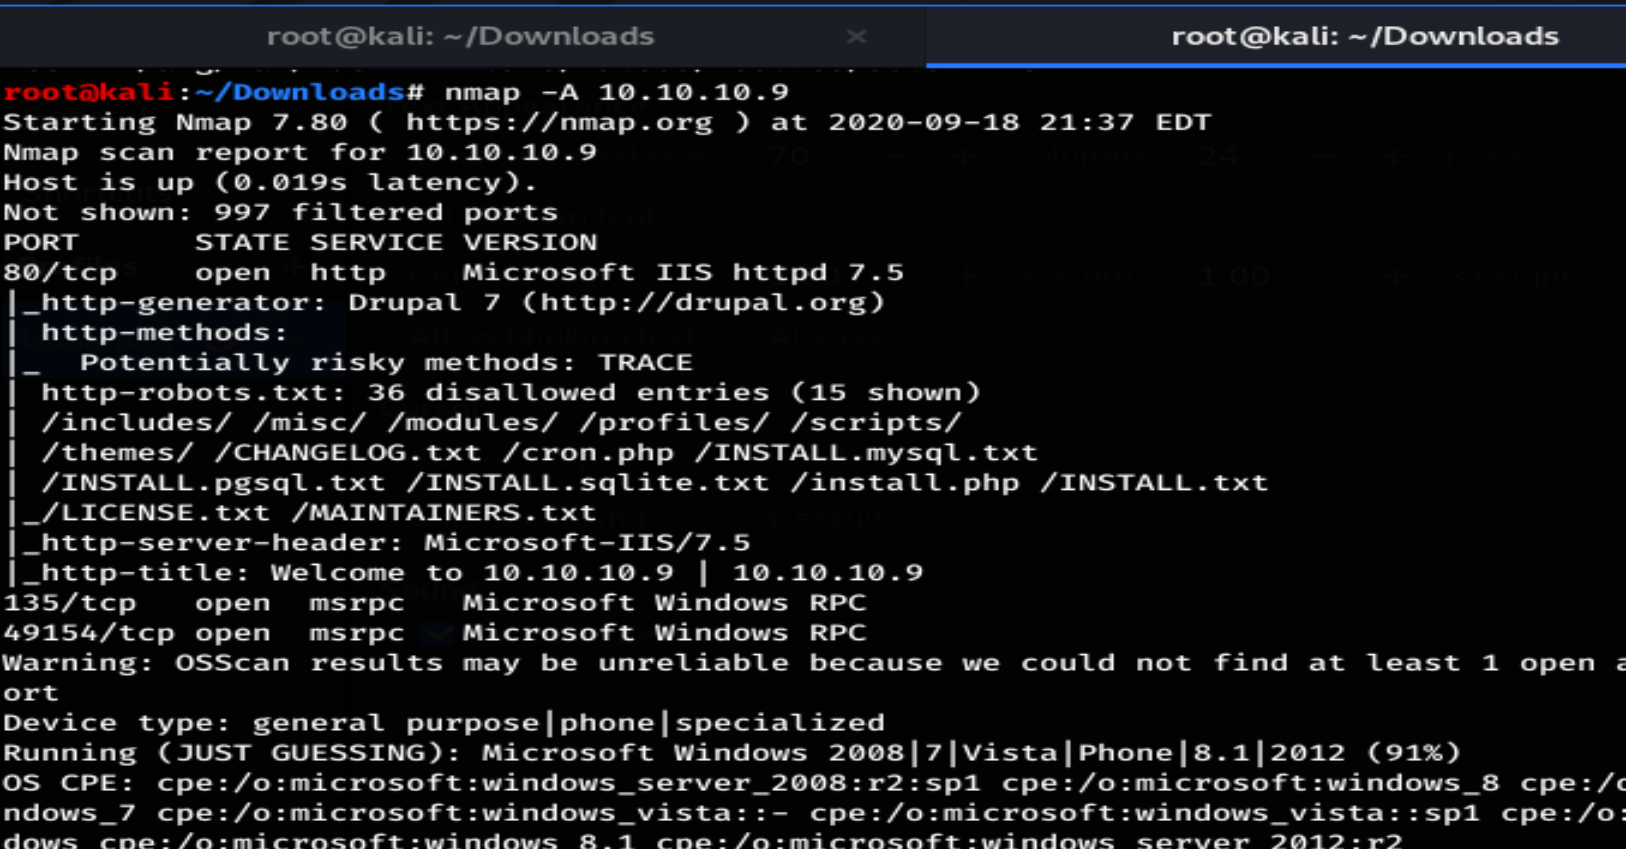 root@kali: ~/Downloads × root@kali: ~/Downloads
root@kali:~/Downloads# nmap -A 10.10.10.9
Starting Nmap 7.80 ( https://nmap.org ) at 2020-09-18 21:37 EDT
Nmap scan report for 10.10.10.9
Host is up (0.019s latency).
Not shown: 997 filtered ports
PORT      STATE SERVICE VERSION
80/tcp    open  http    Microsoft IIS httpd 7.5
|_http-generator: Drupal 7 (http://drupal.org)
| http-methods:
|_  Potentially risky methods: TRACE
| http-robots.txt: 36 disallowed entries (15 shown)
| /includes/ /misc/ /modules/ /profiles/ /scripts/
| /themes/ /CHANGELOG.txt /cron.php /INSTALL.mysql.txt
| /INSTALL.pgsql.txt /INSTALL.sqlite.txt /install.php /INSTALL.txt
|_/LICENSE.txt /MAINTAINERS.txt
|_http-server-header: Microsoft-IIS/7.5
|_http-title: Welcome to 10.10.10.9 | 10.10.10.9
135/tcp   open  msrpc   Microsoft Windows RPC
49154/tcp open  msrpc   Microsoft Windows RPC
Warning: OSScan results may be unreliable because we could not find at least 1 open a
ort
Device type: general purpose|phone|specialized
Running (JUST GUESSING): Microsoft Windows 2008|7|Vista|Phone|8.1|2012 (91%)
OS CPE: cpe:/o:microsoft:windows_server_2008:r2:sp1 cpe:/o:microsoft:windows_8 cpe:/o
ndows_7 cpe:/o:microsoft:windows_vista::- cpe:/o:microsoft:windows_vista::sp1 cpe:/o:
dows cpe:/o:microsoft:windows_8.1 cpe:/o:microsoft:windows_server_2012:r2